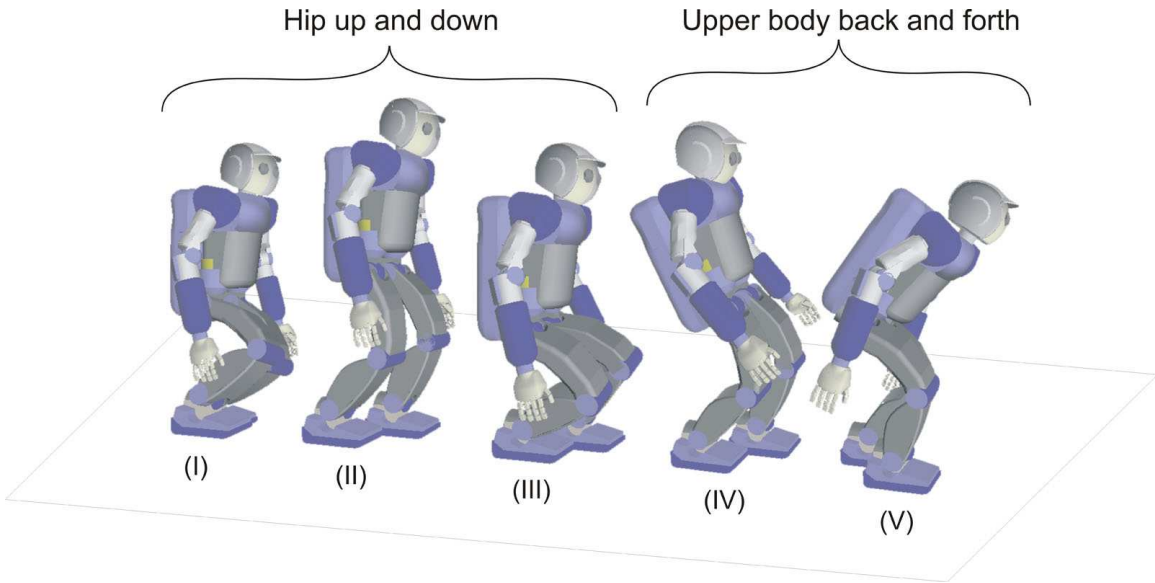 Hip up and down
Upper body back and forth
(I)
(II)
(III)
(IV)
(V)